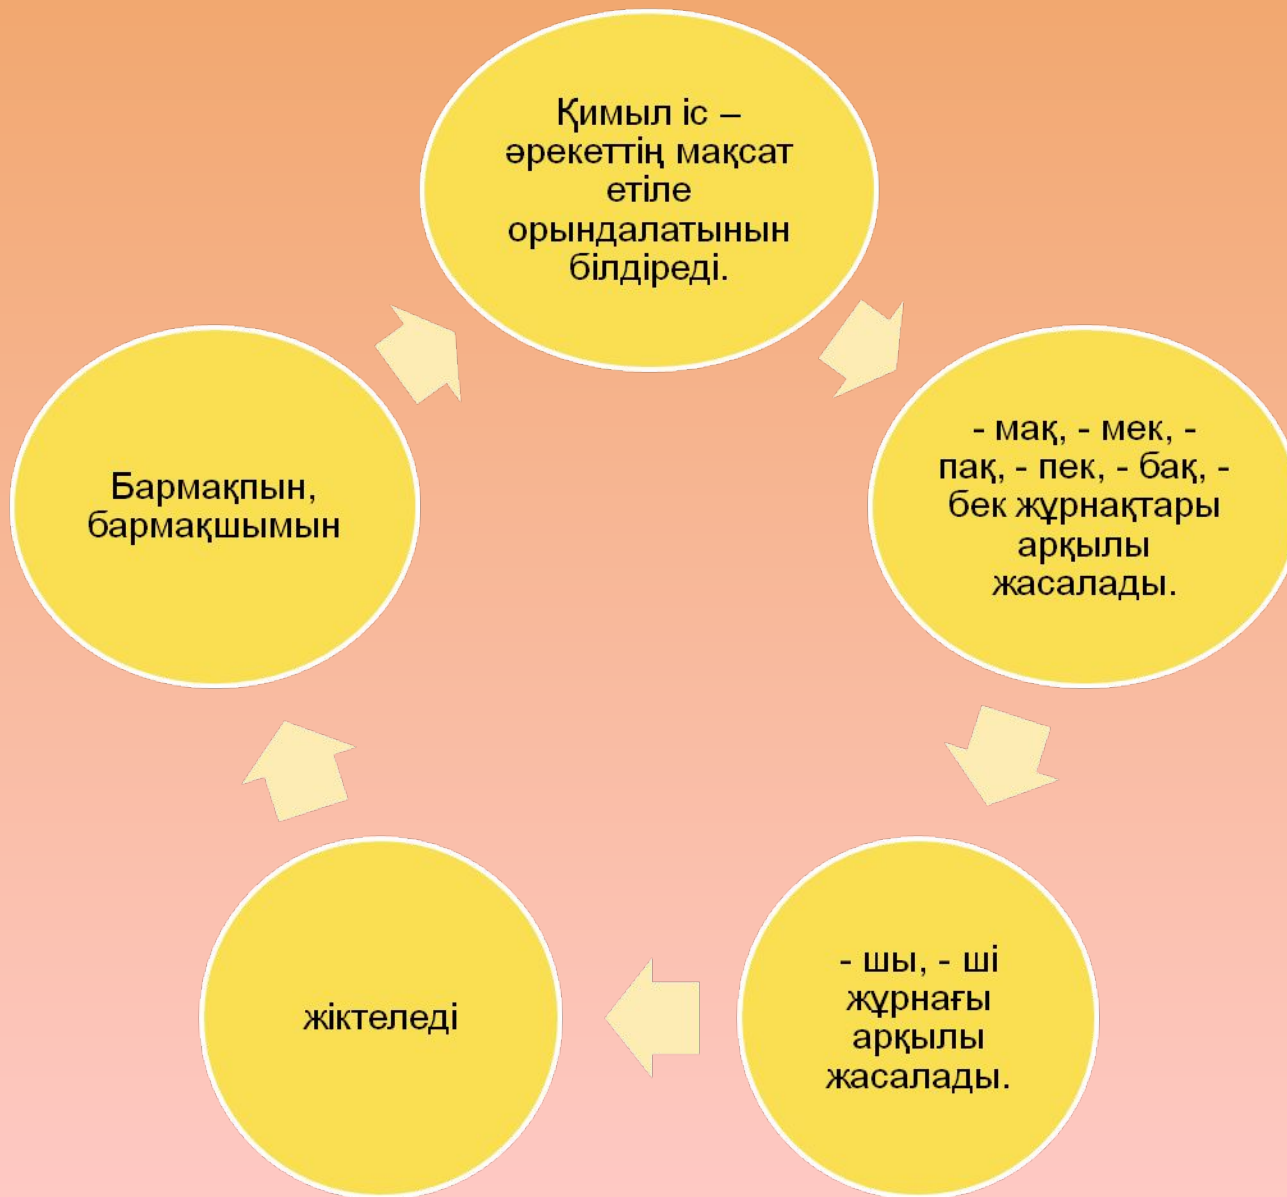 Қимыл іс –
әрекеттің мақсат
етіле
орындалатынын
білдіреді.
- мақ, - мек, -
пақ, - пек, - бақ, -
бек жұрнақтары
арқылы
жасалады.
- шы, - ші
жұрнағы
арқылы
жасалады.
жіктеледі
Бармақпын,
бармақшымын